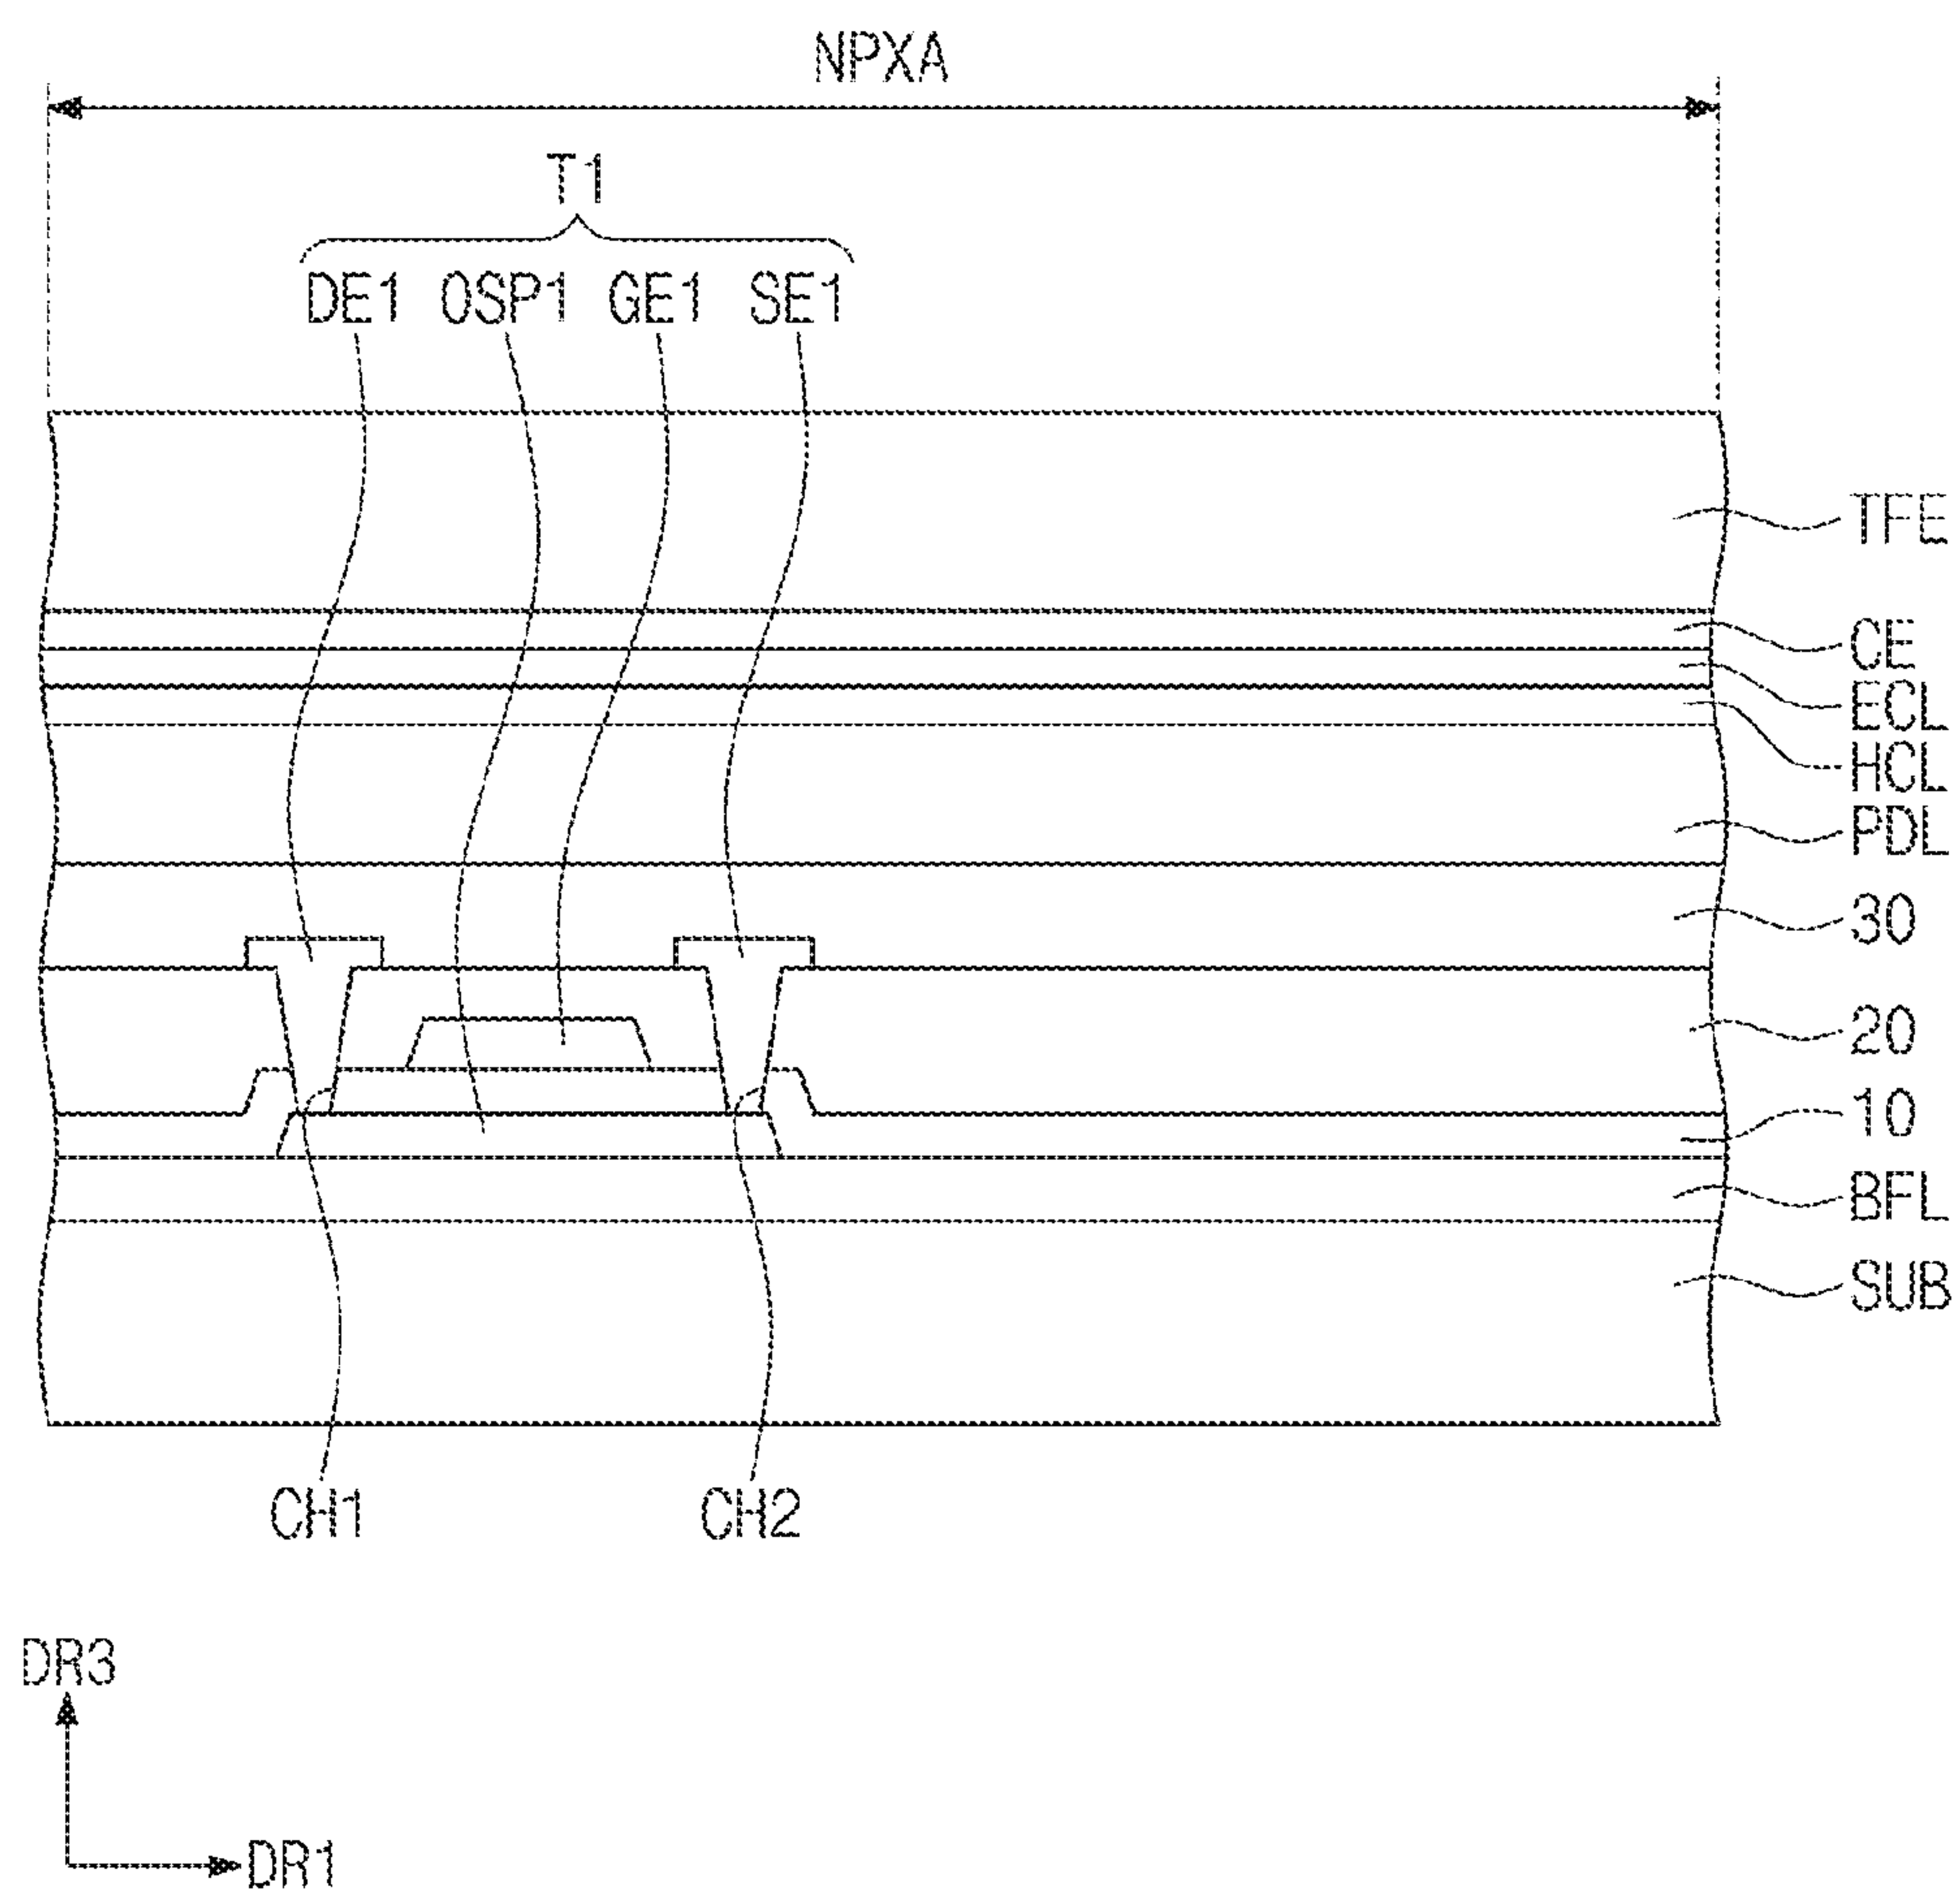 NPXA
T1
DE1 OSP1 GE1 SE1
TFE
CE
ECL
HCL
PDL
30
20
10
BFL
SUB
CH1 CH2
DR3
DR1